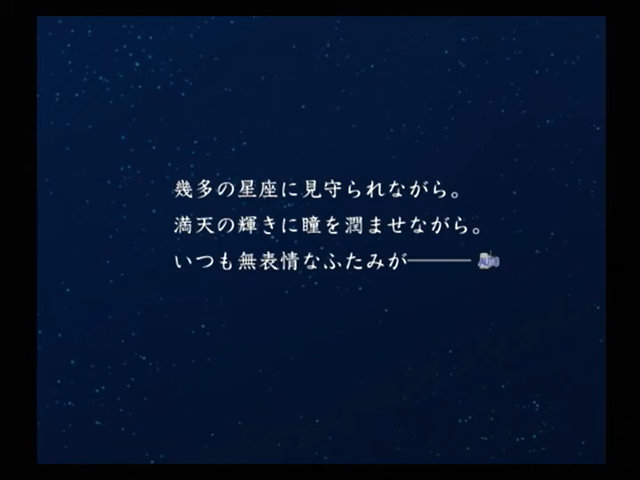 幾多の星座に見守られながら。
満天の輝きに瞳を潤ませながら。
いつも無表情なふたみが―――
AUTO